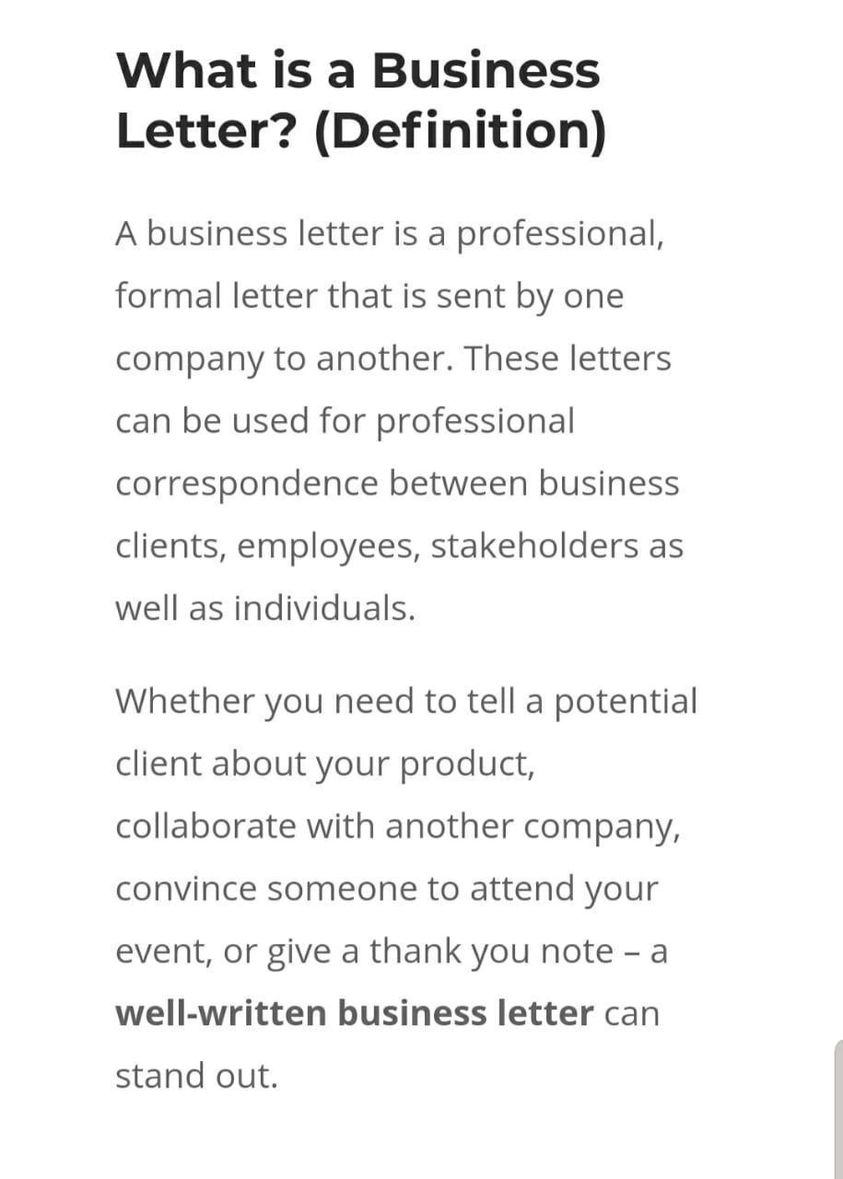 What is a Business
Letter? (Definition)
A business letter is a professional,
formal letter that is sent by one
company to another. These letters
can be used for professional
correspondence between business
clients, employees, stakeholders as
well as individuals.
Whether you need to tell a potential
client about your product,
collaborate with another company,
convince someone to attend your
event, or give a thank you note – a
well-written business letter can
stand out.